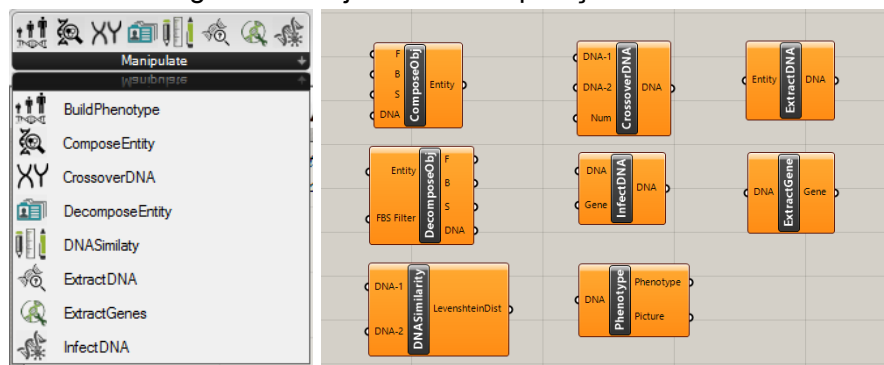 Manipulate
Manipulate
BuildPhenotype
ComposeEntity
CrossoverDNA
DecomposeEntity
DNASimilaty
ExtractDNA
ExtractGenes
InfectDNA
F
B
S
DNA
ComposeObj
Entity
DNA-1
DNA-2
Num
CrossoverDNA
DNA
Entity
ExtractDNA
DNA
Entity
FBS Filter
DecomposeObj
F
B
S
DNA
DNA
Gene
InfectDNA
DNA
DNA
ExtractGene
Gene
DNA-1
DNA-2
DNASimilarity
LevenshteinDist
DNA
Phenotype
Phenotype
Picture